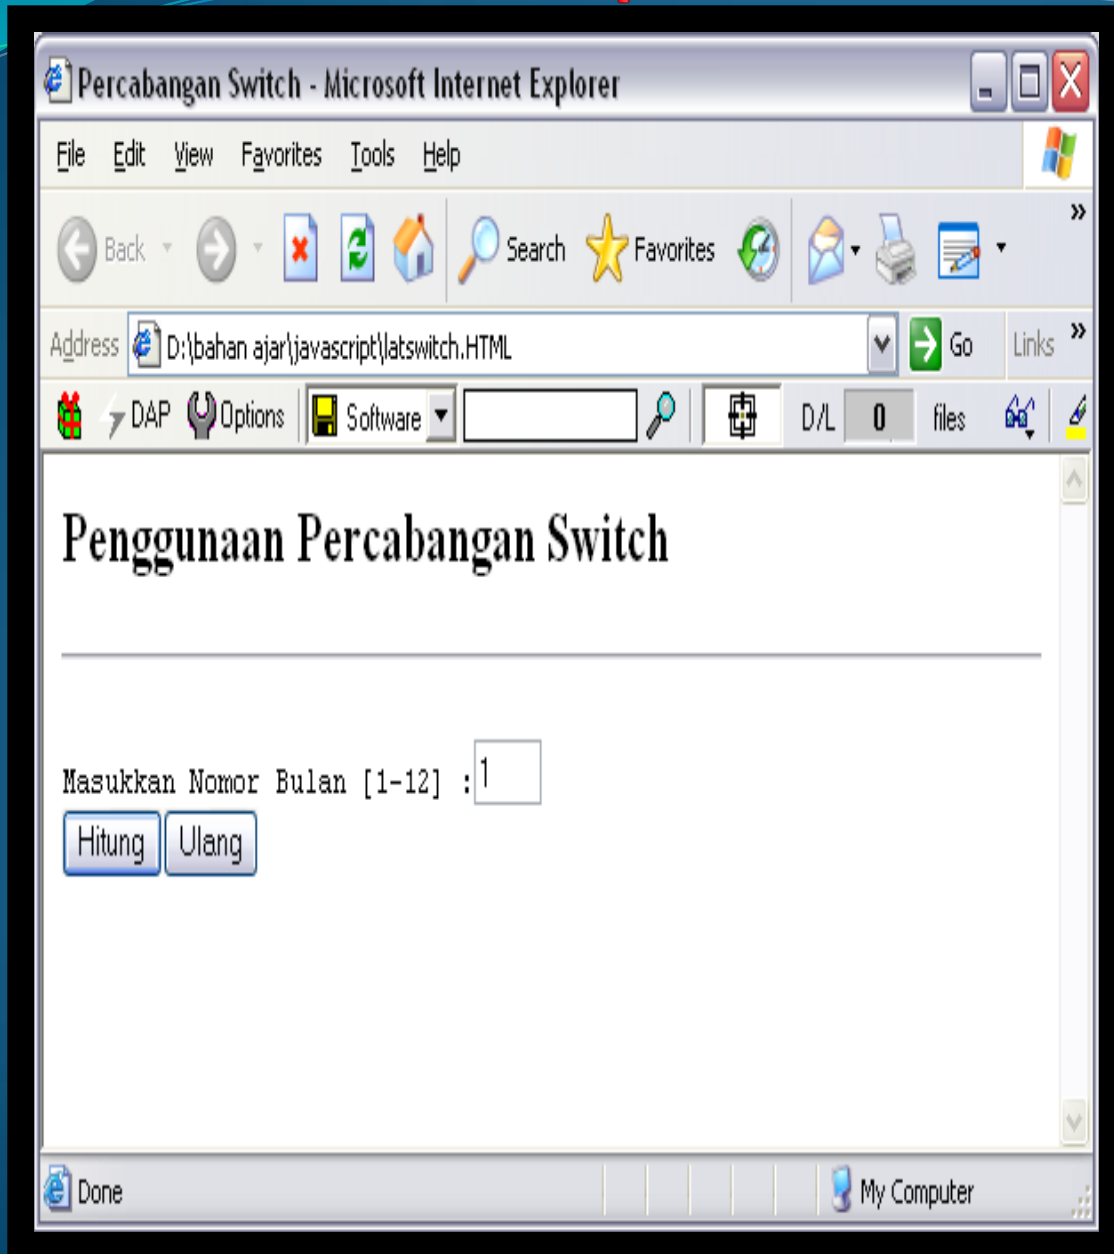 Percabangan Switch - Microsoft Internet Explorer
File Edit View Favorites Tools Help
Back Search Favorites »
Address D:\bahan ajar\javascript\latswitch.HTML Go Links »
DAP Options Software D/L 0 files
Penggunaan Percabangan Switch
Masukkan Nomor Bulan [1-12] :1
Hitung Ulang
Done My Computer